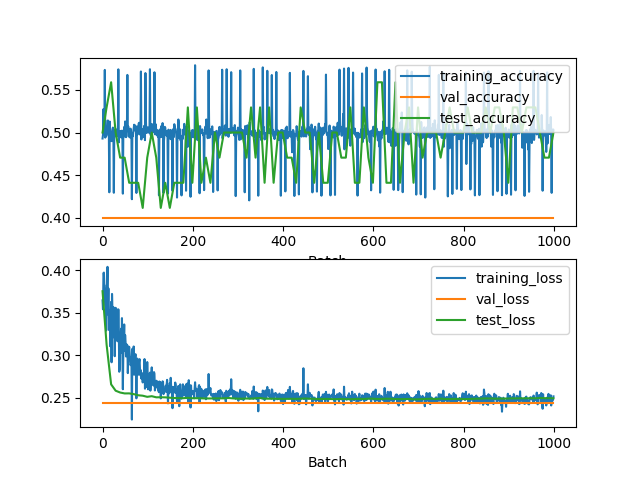 0.55
0.50
0.45
0.40
training_accuracy
val_accuracy
test_accuracy
0 200 400 600 800 1000
Batch
0.40
0.35
0.30
0.25
training_loss
val_loss
test_loss
0 200 400 600 800 1000
Batch